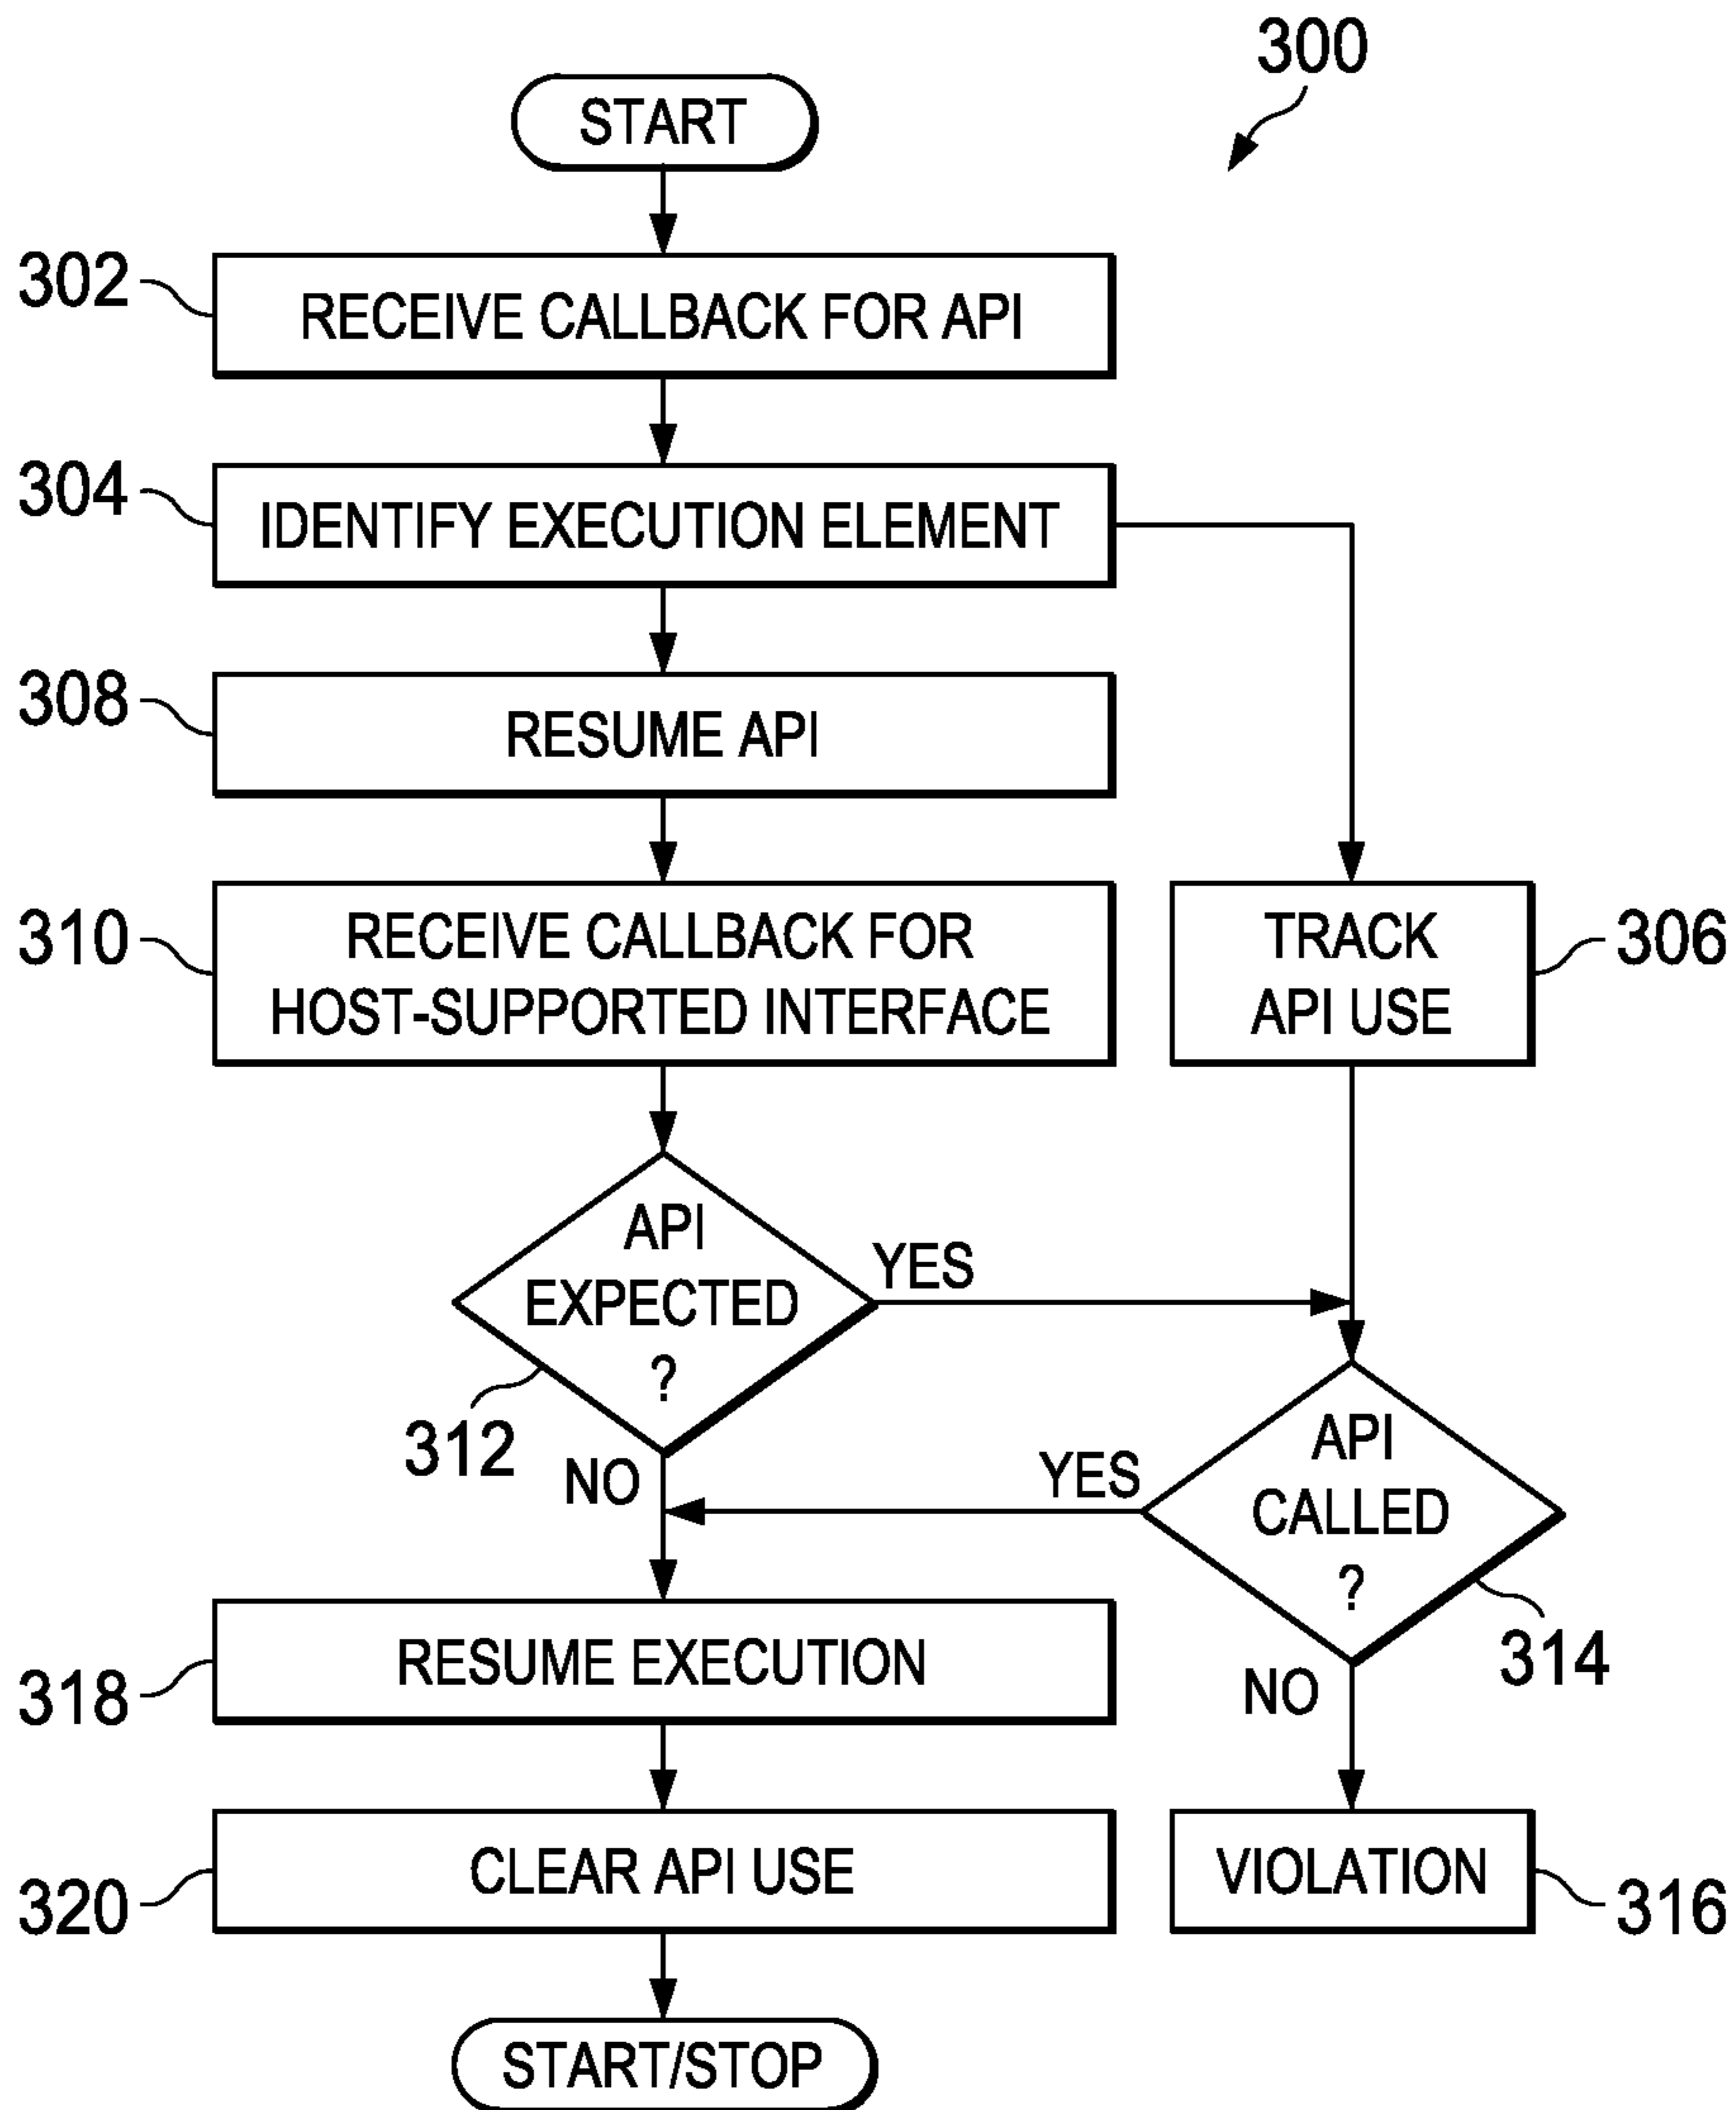 300
START
302
RECEIVE CALLBACK FOR API
304
IDENTIFY EXECUTION ELEMENT
308
RESUME API
310
RECEIVE CALLBACK FOR
HOST-SUPPORTED INTERFACE
TRACK
API USE
306
API
EXPECTED
?
YES
312
NO
API
CALLED
?
YES
314
NO
318
RESUME EXECUTION
320
CLEAR API USE
VIOLATION
316
START/STOP